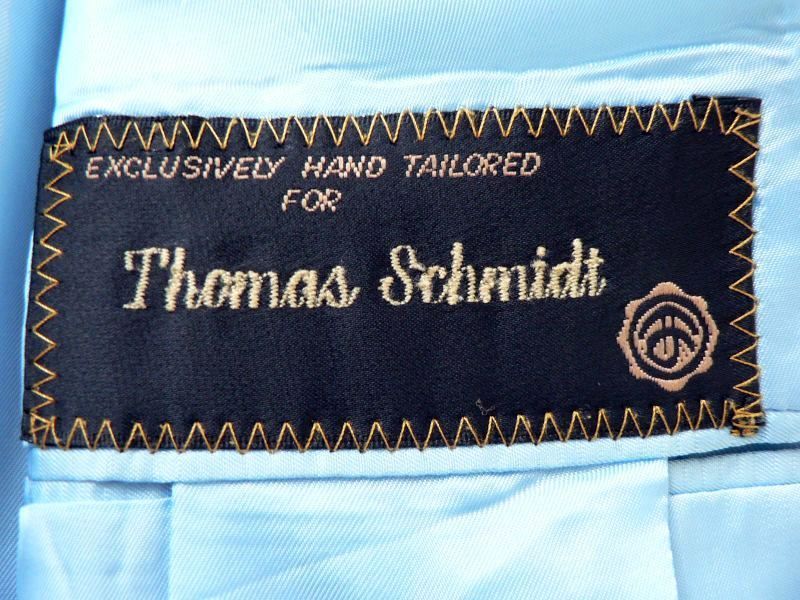 EXCLUSIVELY HAND TAILORED
FOR
Thomas Schmidt